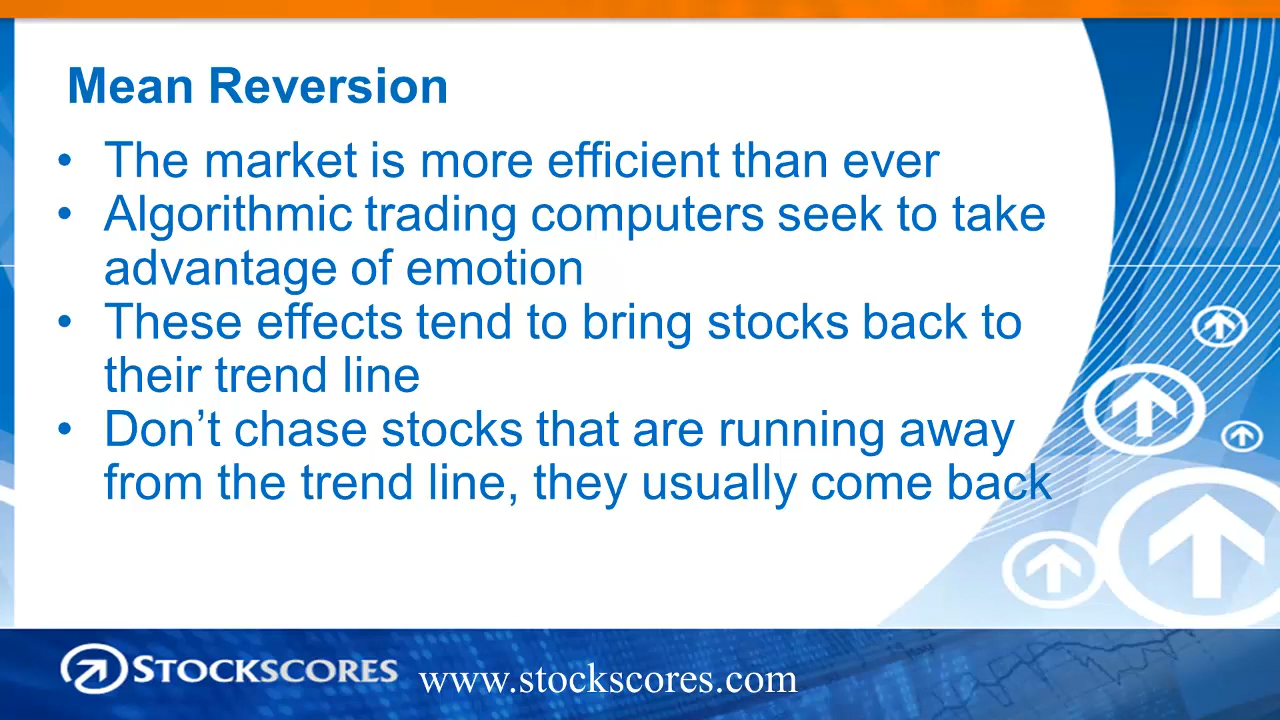 Mean Reversion
• The market is more efficient than ever
• Algorithmic trading computers seek to take
advantage of emotion
• These effects tend to bring stocks back to
their trend line
• Don’t chase stocks that are running away
from the trend line, they usually come back
STOCKSCORES
www.stockscores.com